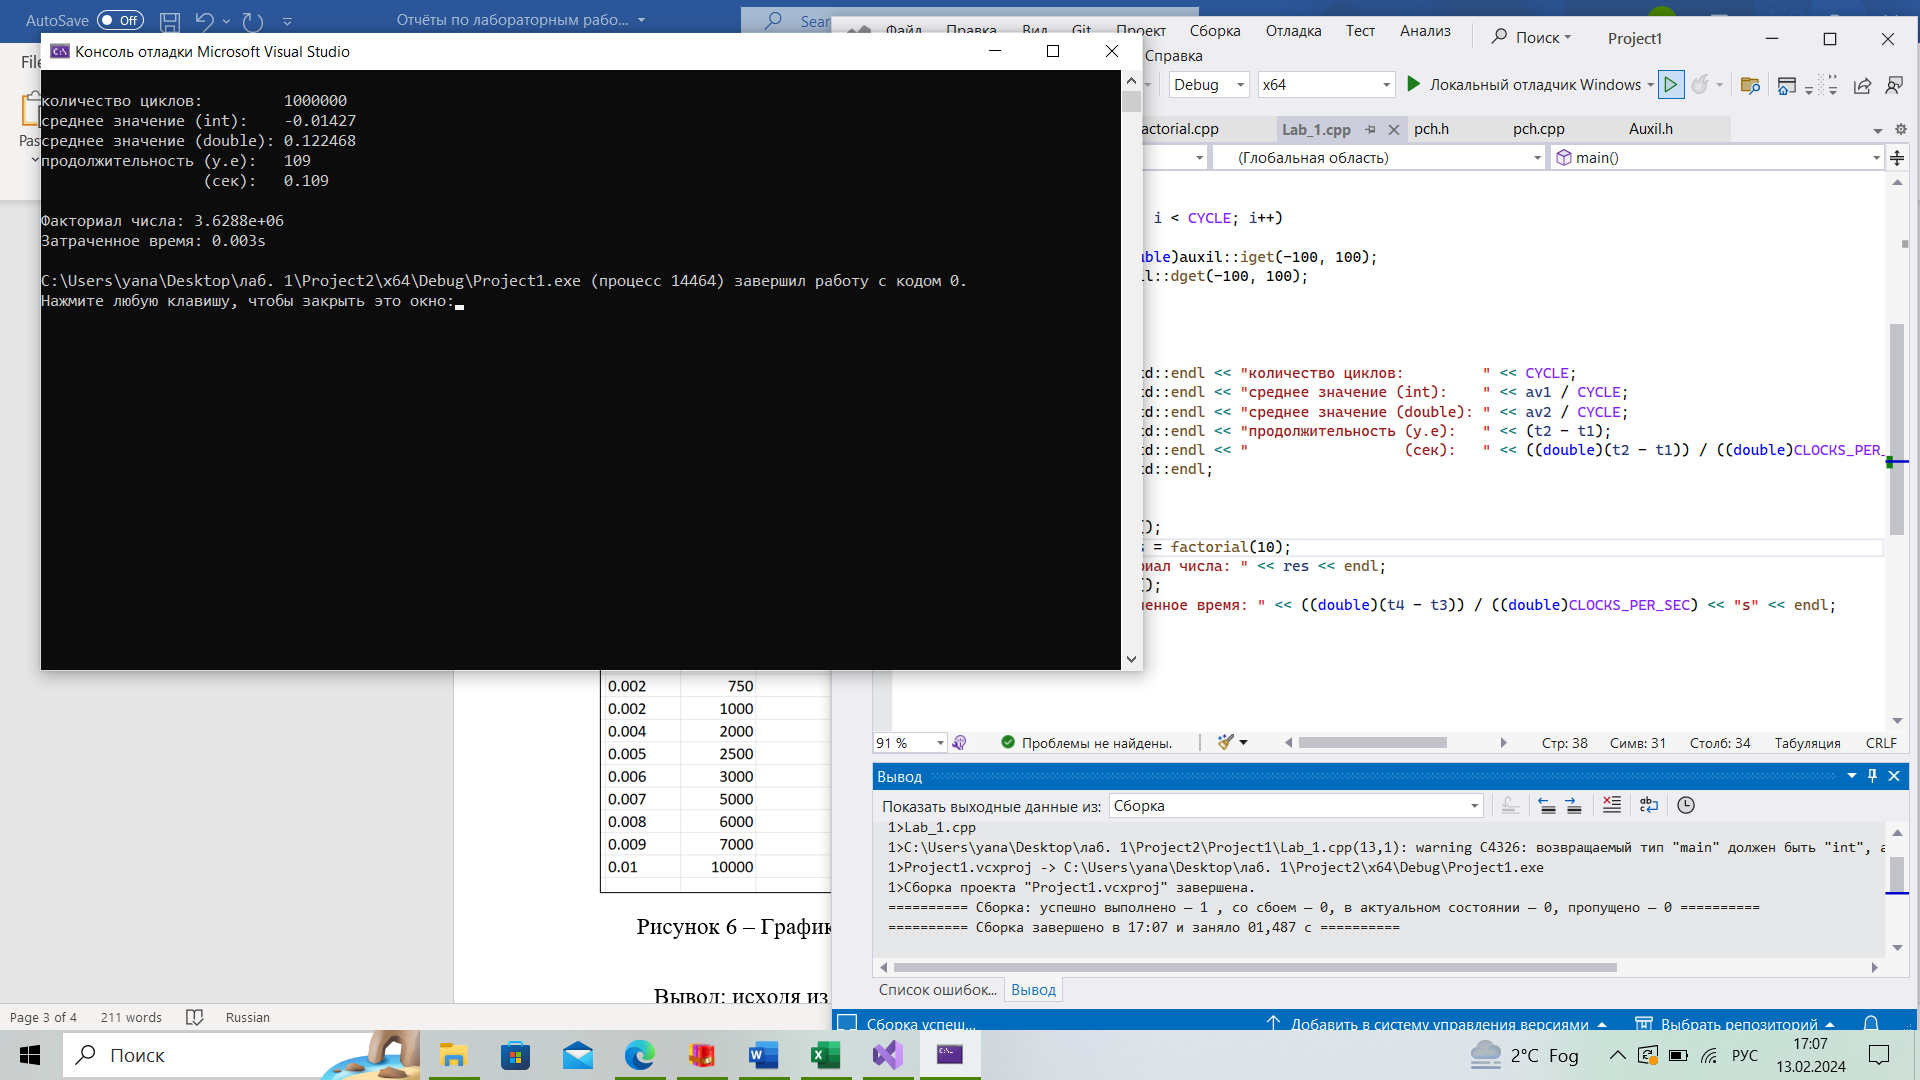 AutoSave Off
Отчёты по лабораторным рабо...
Sear
File
Past
Консоль отладки Microsoft Visual Studio
количество циклов: 1000000
среднее значение (int): -0.01427
среднее значение (double): 0.122468
продолжительность (у.е): 109
(сек): 0.109
Факториал числа: 3.6288e+06
Затраченное время: 0.003s
C:\Users\yana\Desktop\лаб. 1\Project2\x64\Debug\Project1.exe (процесс 14464) завершил работу с кодом 0.
Нажмите любую клавишу, чтобы закрыть это окно:
Файл Правка Вид Git Проект Сборка Отладка Тест Анализ Поиск Project1
Справка
Debug x64 Локальный отладчик Windows
actorial.cpp Lab_1.cpp pch.h pch.cpp Auxil.h
(Глобальная область) main()
i < CYCLE; i++)
uble)auxil::iget(-100, 100);
il::dget(-100, 100);
td::endl << "количество циклов: " << CYCLE;
td::endl << "среднее значение (int): " << av1 / CYCLE;
td::endl << "среднее значение (double): " << av2 / CYCLE;
td::endl << "продолжительность (у.е): " << (t2 - t1);
td::endl << " (сек): " << ((double)(t2 - t1)) / ((double)CLOCKS_PER_
td::endl;
();
s = factorial(10);
риал числа: " << res << endl;
();
ченное время: " << ((double)(t4 - t3)) / ((double)CLOCKS_PER_SEC) << "s" << endl;
91 % Проблемы не найдены. Стр: 38 Симв: 31 Столб: 34 Табуляция CRLF
0.002 750
0.002 1000
0.004 2000
0.005 2500
0.006 3000
0.007 5000
0.008 6000
0.009 7000
0.01 10000
Рисунок 6 – График
Вывод: исходя из
Вывод
Показать выходные данные из: Сборка
1>Lab_1.cpp
1>C:\Users\yana\Desktop\лаб. 1\Project2\Project1\Lab_1.cpp(13,1): warning C4326: возвращаемый тип "main" должен быть "int", а
1>Project1.vcxproj -> C:\Users\yana\Desktop\лаб. 1\Project2\x64\Debug\Project1.exe
1>Сборка проекта "Project1.vcxproj" завершена.
========== Сборка: успешно выполнено — 1 , со сбоем — 0, в актуальном состоянии — 0, пропущено — 0 ==========
========== Сборка завершено в 17:07 и заняло 01,487 с ==========
Список ошибок... Вывод
Сборка успеш... Добавить в систему управления версиями Выбрать репозиторий
Page 3 of 4 211 words Russian
Поиск
2°C Fog РУС 17:07
13.02.2024